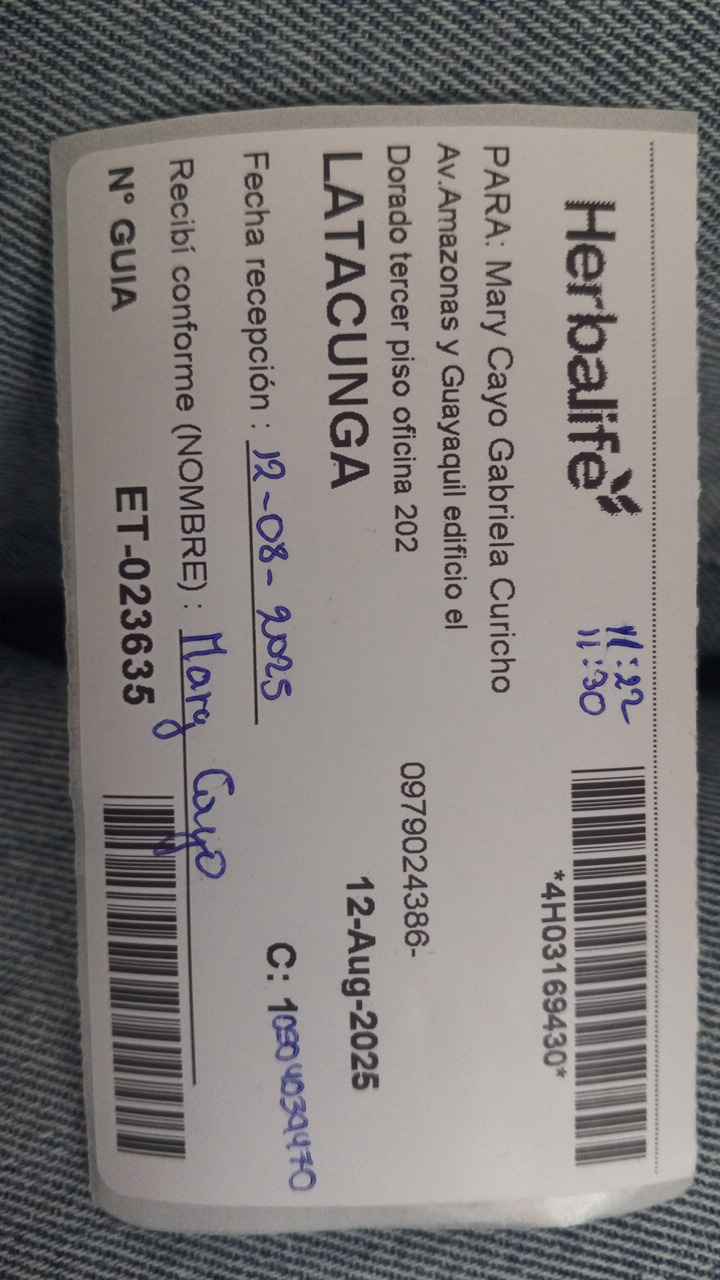 Herbalife
11:22
11:30
*4H03169430*
PARA: Mary Cayo Gabriela Curicho
Av.Amazonas y Guayaquil edificio el
Dorado tercer piso oficina 202
0979024386-
LATACUNGA
12-Aug-2025
Fecha recepción : 12-08-2025
C: 1
Recibí conforme (NOMBRE) : Mary Cayo
N° GUIA ET-023635